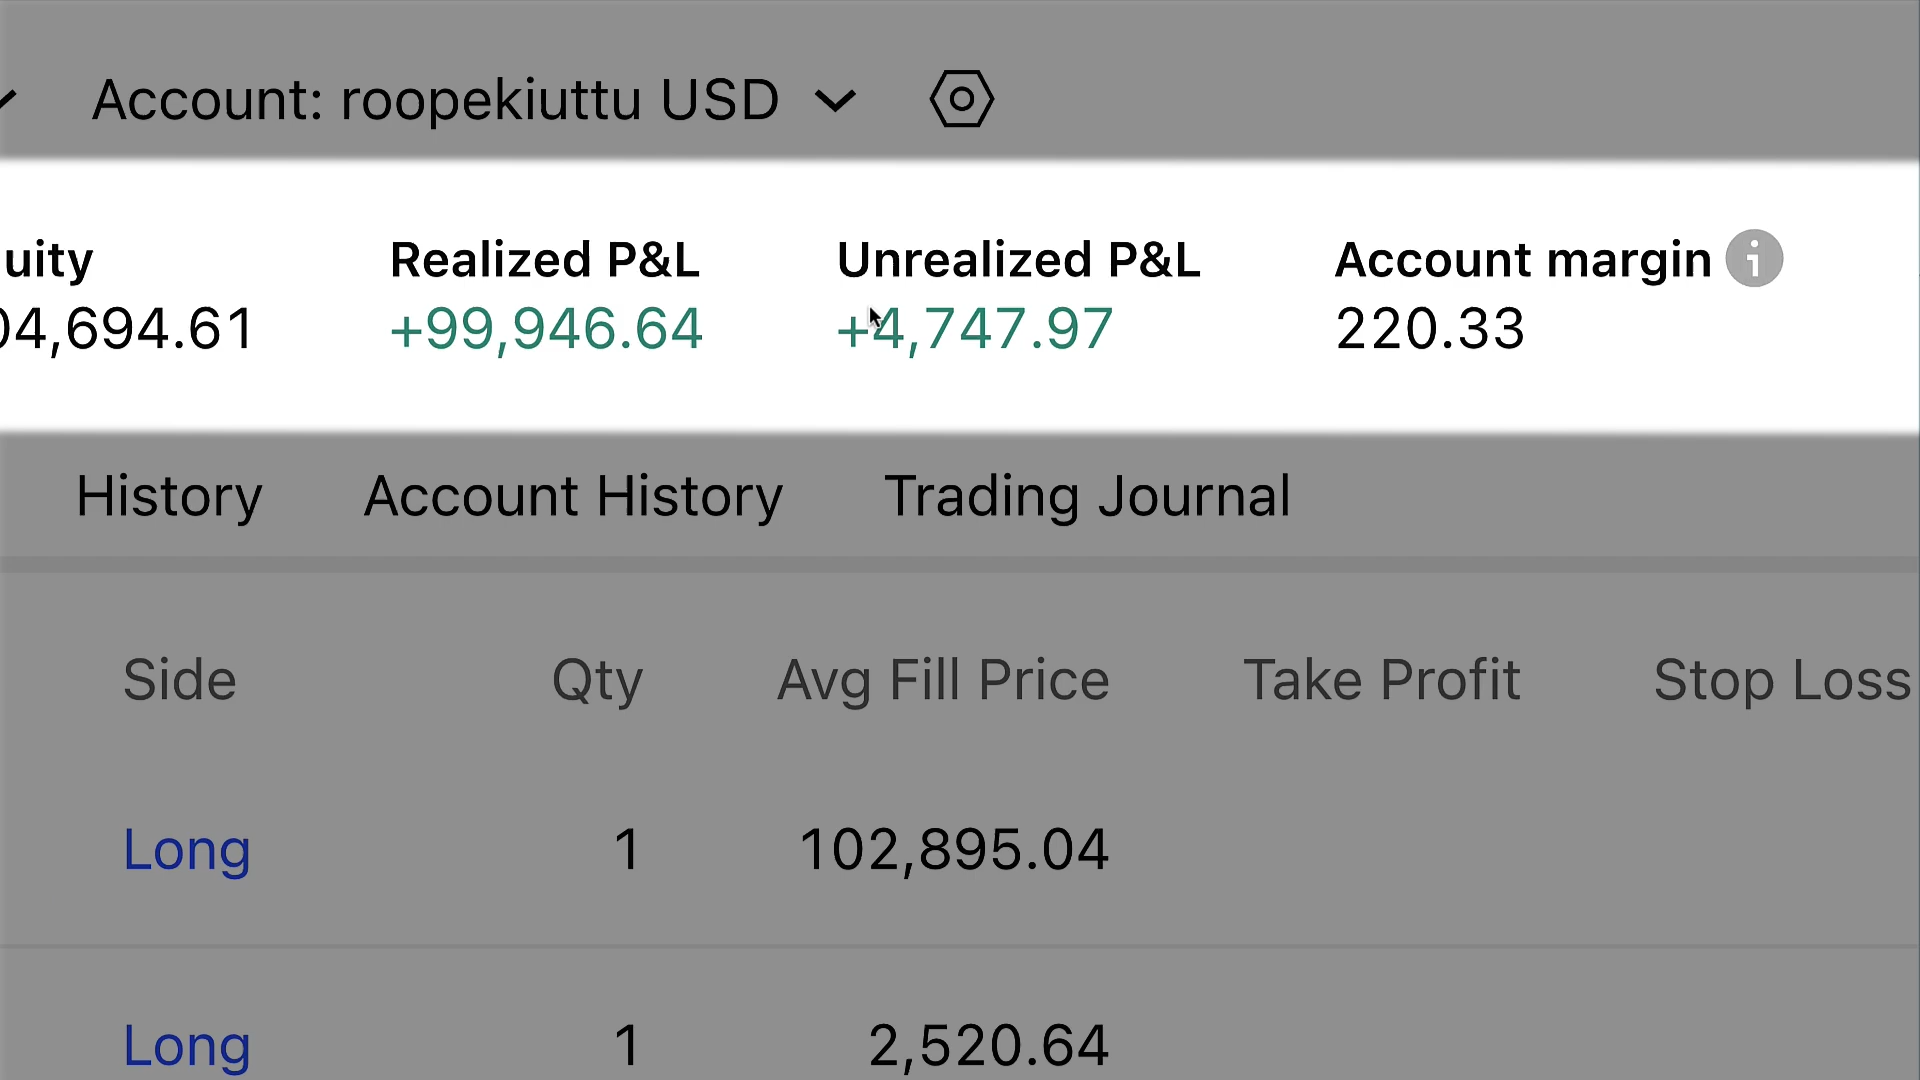 Account: roopekiuttu USD
uity Realized P&L Unrealized P&L Account margin
04,694.61 +99,946.64 +4,747.97 220.33
History Account History Trading Journal
Side Qty Avg Fill Price Take Profit Stop Loss
Long 1 102,895.04
Long 1 2,520.64